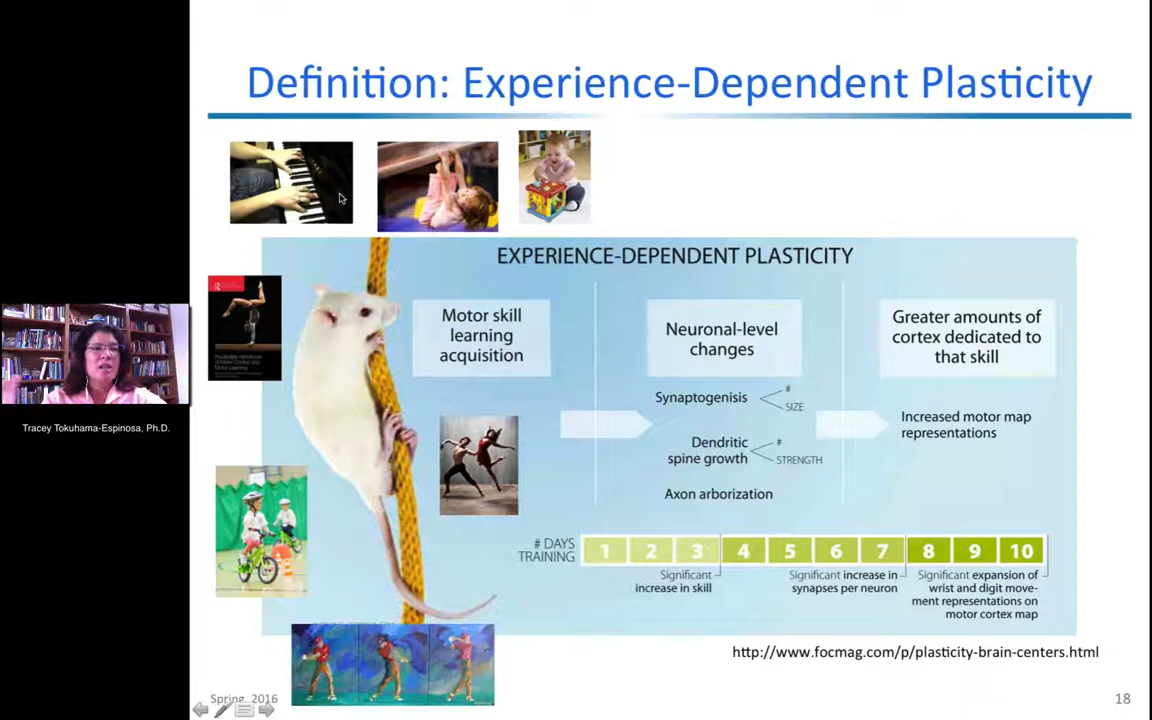 Definition: Experience-Dependent Plasticity
EXPERIENCE-DEPENDENT PLASTICITY
Motor skill
learning
acquisition
Neuronal-level
changes
Greater amounts of
cortex dedicated to
that skill
Synaptogenisis
#
SIZE
Dendritic
spine growth
#
STRENGTH
Axon arborization
Increased motor map
representations
Tracey Tokuhama-Espinosa, Ph.D.
# DAYS
TRAINING
1 2 3 4 5 6 7 8 9 10
Significant
increase in skill
Significant increase in
synapses per neuron
Significant expansion of
wrist and digit move-
ment representations on
motor cortex map
http://www.focmag.com/p/plasticity-brain-centers.html
Spring 2016
18